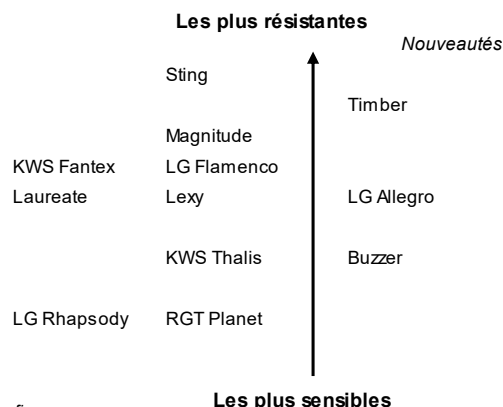 Les plus résistantes
Nouveautés
Sting
Timber
Magnitude
KWS Fantex LG Flamenco
Laureate Lexy LG Allegro
KWS Thalis Buzzer
LG Rhapsody RGT Planet
Les plus sensibles